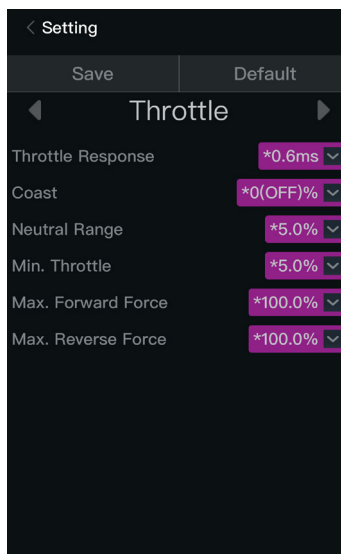 Setting
Save Default
Throttle
Throttle Response *0.6ms
Coast *0(OFF)%
Neutral Range *5.0%
Min. Throttle *5.0%
Max. Forward Force *100.0%
Max. Reverse Force *100.0%